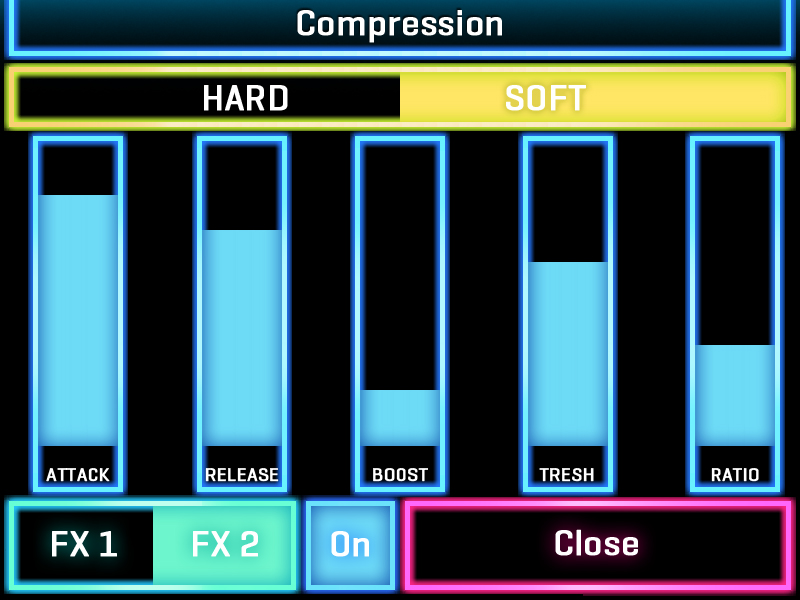 Compression
HARD SOFT
ATTACK RELEASE BOOST TRESH RATIO
FX 1 FX 2 On Close